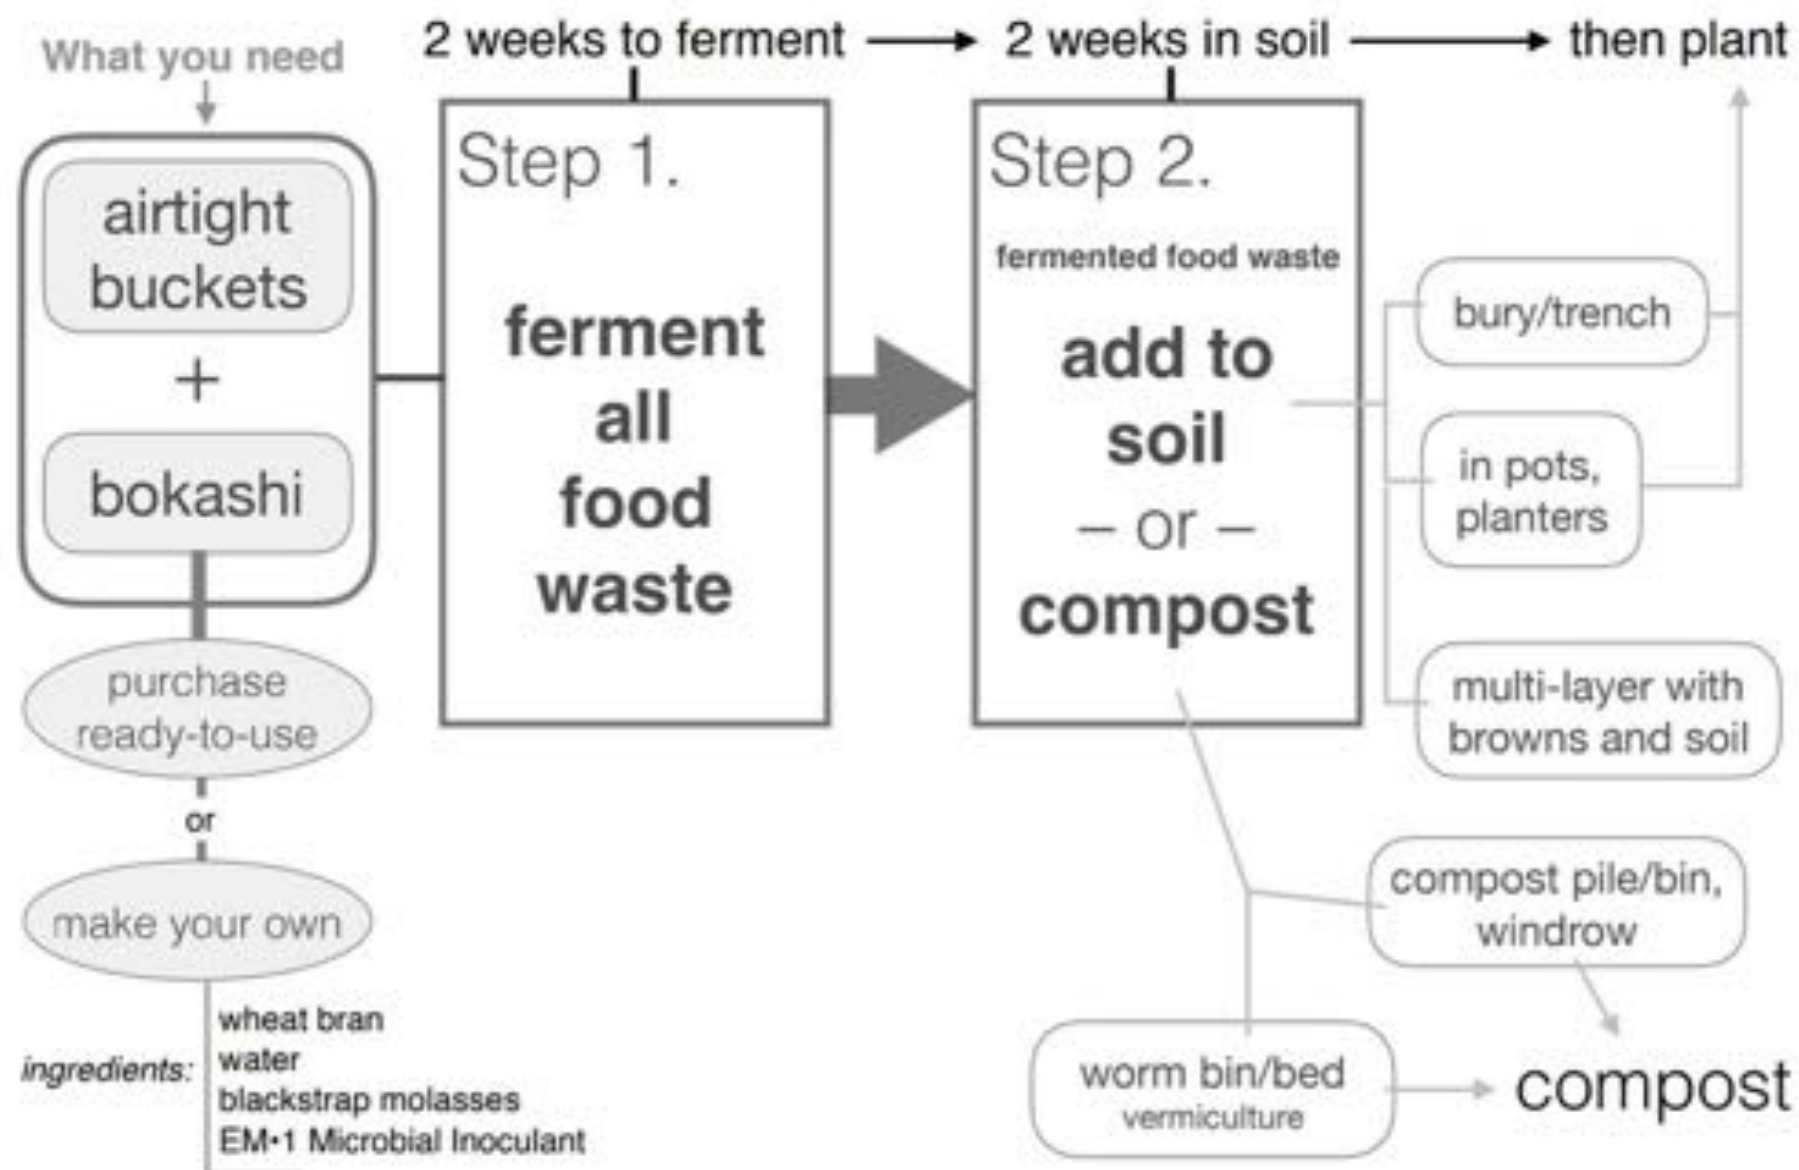 What you need
airtight
buckets
+
bokashi
purchase
ready-to-use
or
make your own
ingredients:
wheat bran
water
blackstrap molasses
EM•1 Microbial Inoculant
2 weeks to ferment
2 weeks in soil
then plant
Step 1.
ferment
all
food
waste
Step 2.
fermented food waste
add to
soil
– or –
compost
bury/trench
in pots,
planters
multi-layer with
browns and soil
compost pile/bin,
windrow
worm bin/bed
vermiculture
compost